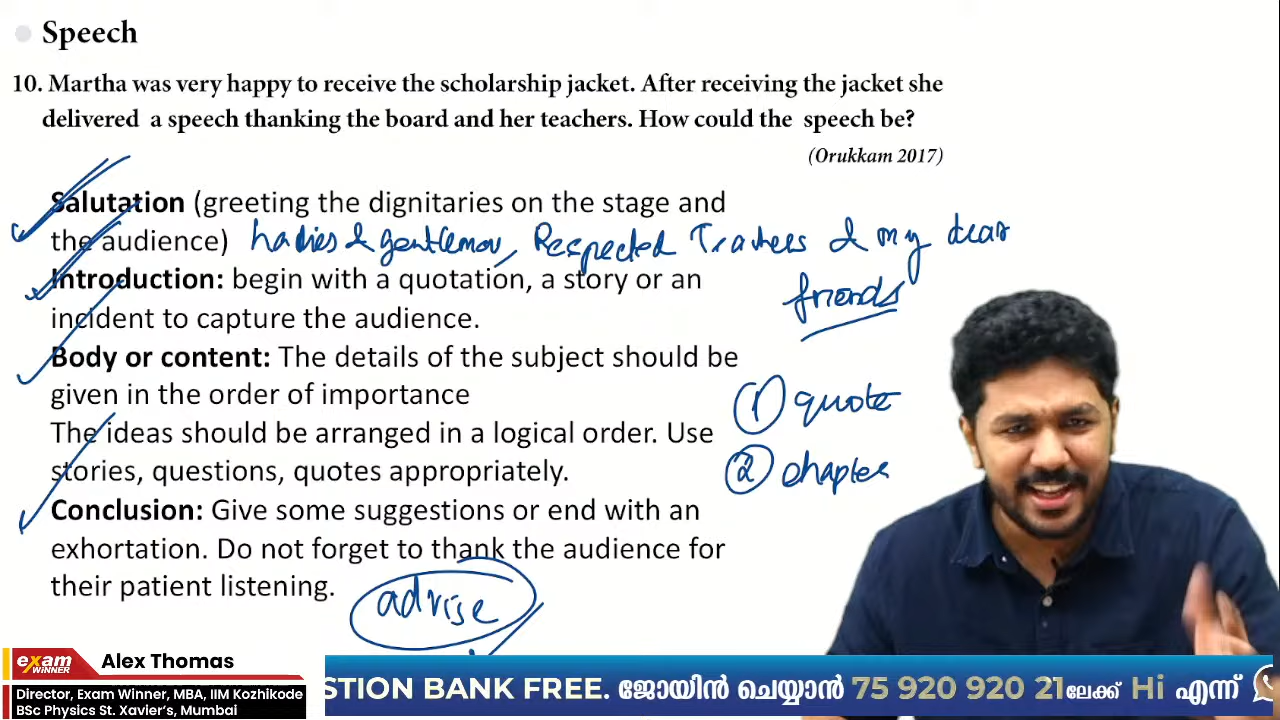 Speech
10. Martha was very happy to receive the scholarship jacket. After receiving the jacket she
delivered a speech thanking the board and her teachers. How could the speech be?
(Orukkam 2017)
Salutation (greeting the dignitaries on the stage and
the audience) Ladies & gentlemen, Respected Teachers & my dear
friends
Introduction: begin with a quotation, a story or an
incident to capture the audience.
Body or content: The details of the subject should be
given in the order of importance
① quote
The ideas should be arranged in a logical order. Use
stories, questions, quotes appropriately.
② chapter
Conclusion: Give some suggestions or end with an
exhortation. Do not forget to thank the audience for
their patient listening.
advise
exam WINNER Alex Thomas
Director, Exam Winner, MBA, IIM Kozhikode
BSc Physics St. Xavier's, Mumbai
STION BANK FREE. ജോയിൻ ചെയ്യാൻ 75 920 920 21 ലേക്ക് Hi എന്ന്